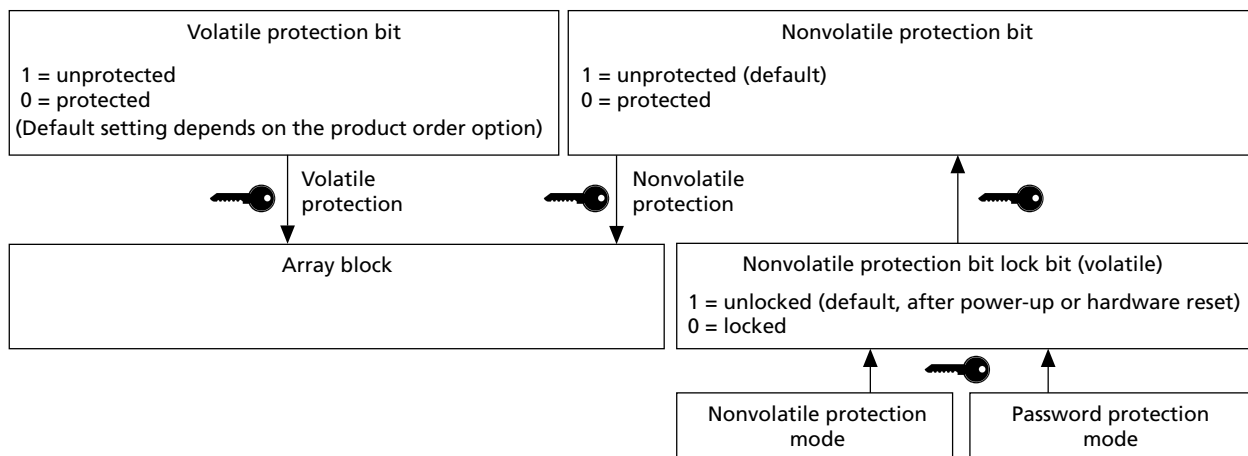 Volatile protection bit
1 = unprotected
0 = protected
(Default setting depends on the product order option)
Nonvolatile protection bit
1 = unprotected (default)
0 = protected
Volatile
protection
Nonvolatile
protection
Array block
Nonvolatile protection bit lock bit (volatile)
1 = unlocked (default, after power-up or hardware reset)
0 = locked
Nonvolatile protection
mode
Password protection
mode